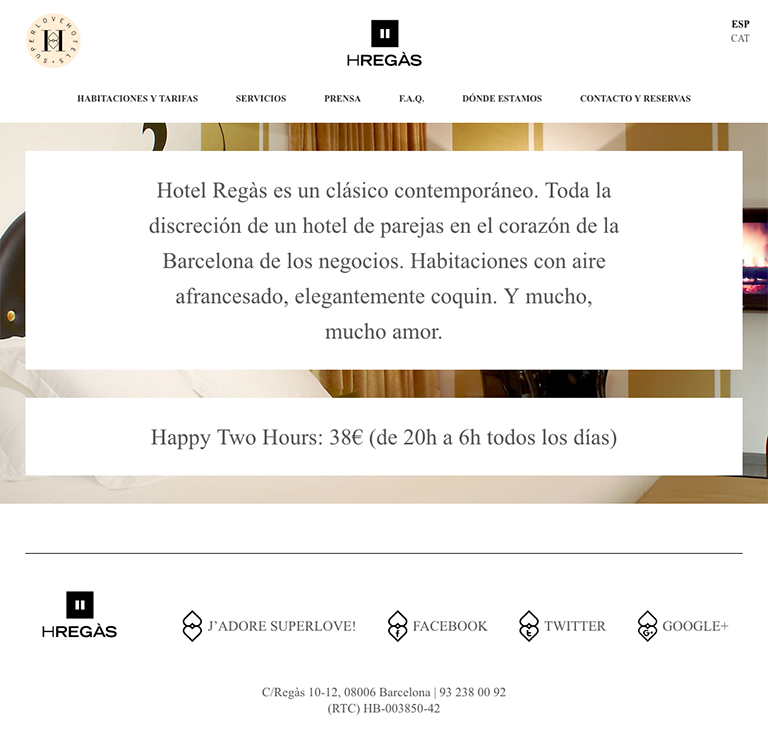 SUPERLOVEHOTELS
H
HREGÀS
ESP
CAT
HABITACIONES Y TARIFAS SERVICIOS PRENSA F.A.Q. DÓNDE ESTAMOS CONTACTO Y RESERVAS
Hotel Regàs es un clásico contemporáneo. Toda la
discreción de un hotel de parejas en el corazón de la
Barcelona de los negocios. Habitaciones con aire
afrancesado, elegantemente coquin. Y mucho,
mucho amor.
Happy Two Hours: 38€ (de 20h a 6h todos los días)
HREGÀS
J'ADORE SUPERLOVE! FACEBOOK TWITTER GOOGLE+
C/Regàs 10-12, 08006 Barcelona | 93 238 00 92
(RTC) HB-003850-42